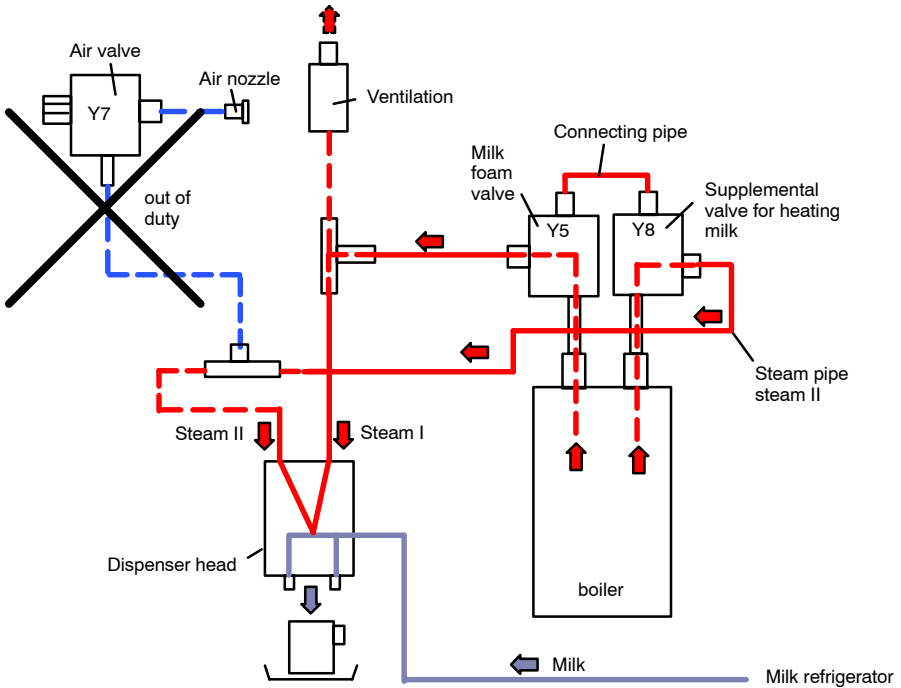 Air valve
Air nozzle
Y7
Ventilation
out of
duty
Connecting pipe
Milk
foam
valve
Supplemental
valve for heating
milk
Y5
Y8
Steam pipe
steam II
Steam II
Steam I
Dispenser head
boiler
Milk
Milk refrigerator